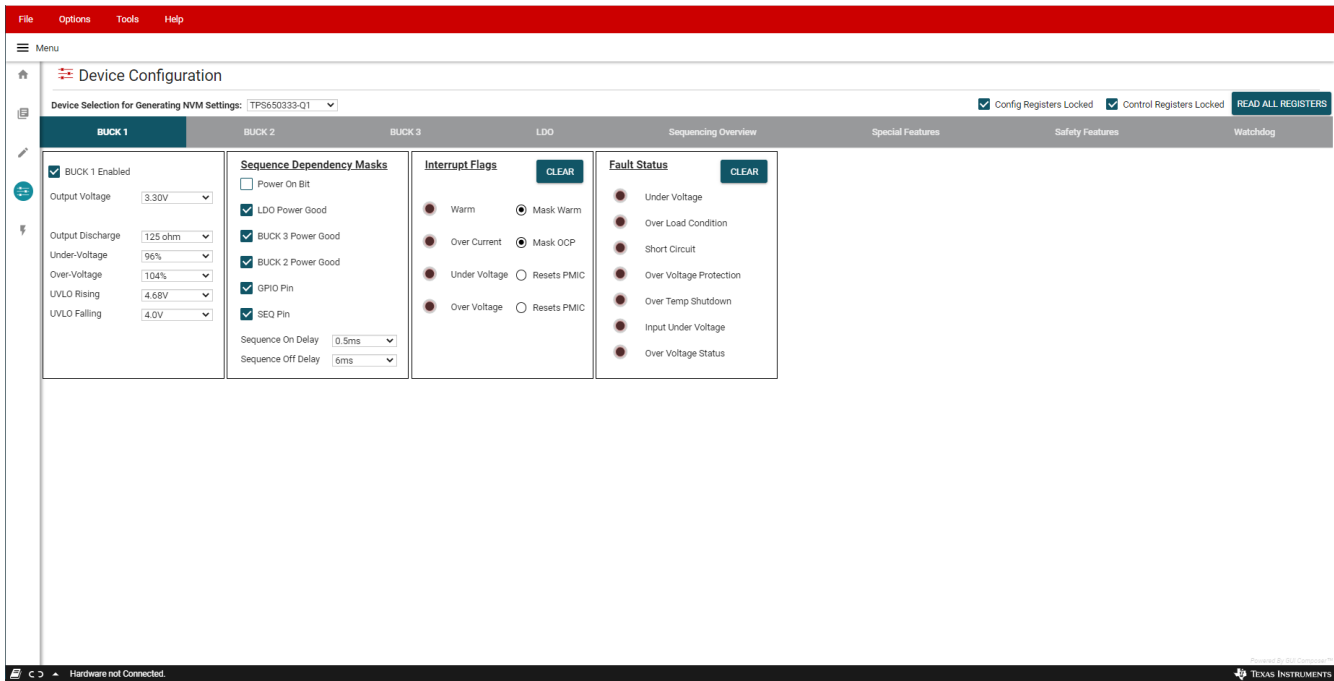 File Options Tools Help
Menu
Device Configuration
Device Selection for Generating NVM Settings: TPS650333-Q1 Config Registers Locked Control Registers Locked READ ALL REGISTERS
BUCK 1 BUCK 2 BUCK 3 LDO Sequencing Overview Special Features Safety Features Watchdog
BUCK 1 Enabled
Output Voltage 3.30V
Output Discharge 125 ohm
Under-Voltage 96%
Over-Voltage 104%
UVLO Rising 4.68V
UVLO Falling 4.0V
Sequence Dependency Masks
Power On Bit
LDO Power Good
BUCK 3 Power Good
BUCK 2 Power Good
GPIO Pin
SEQ Pin
Sequence On Delay 0.5ms
Sequence Off Delay 6ms
Interrupt Flags CLEAR
Warm Mask Warm
Over Current Mask OCP
Under Voltage Resets PMIC
Over Voltage Resets PMIC
Fault Status CLEAR
Under Voltage
Over Load Condition
Short Circuit
Over Voltage Protection
Over Temp Shutdown
Input Under Voltage
Over Voltage Status
Powered By GUI Composer™
Hardware not Connected. TEXAS INSTRUMENTS